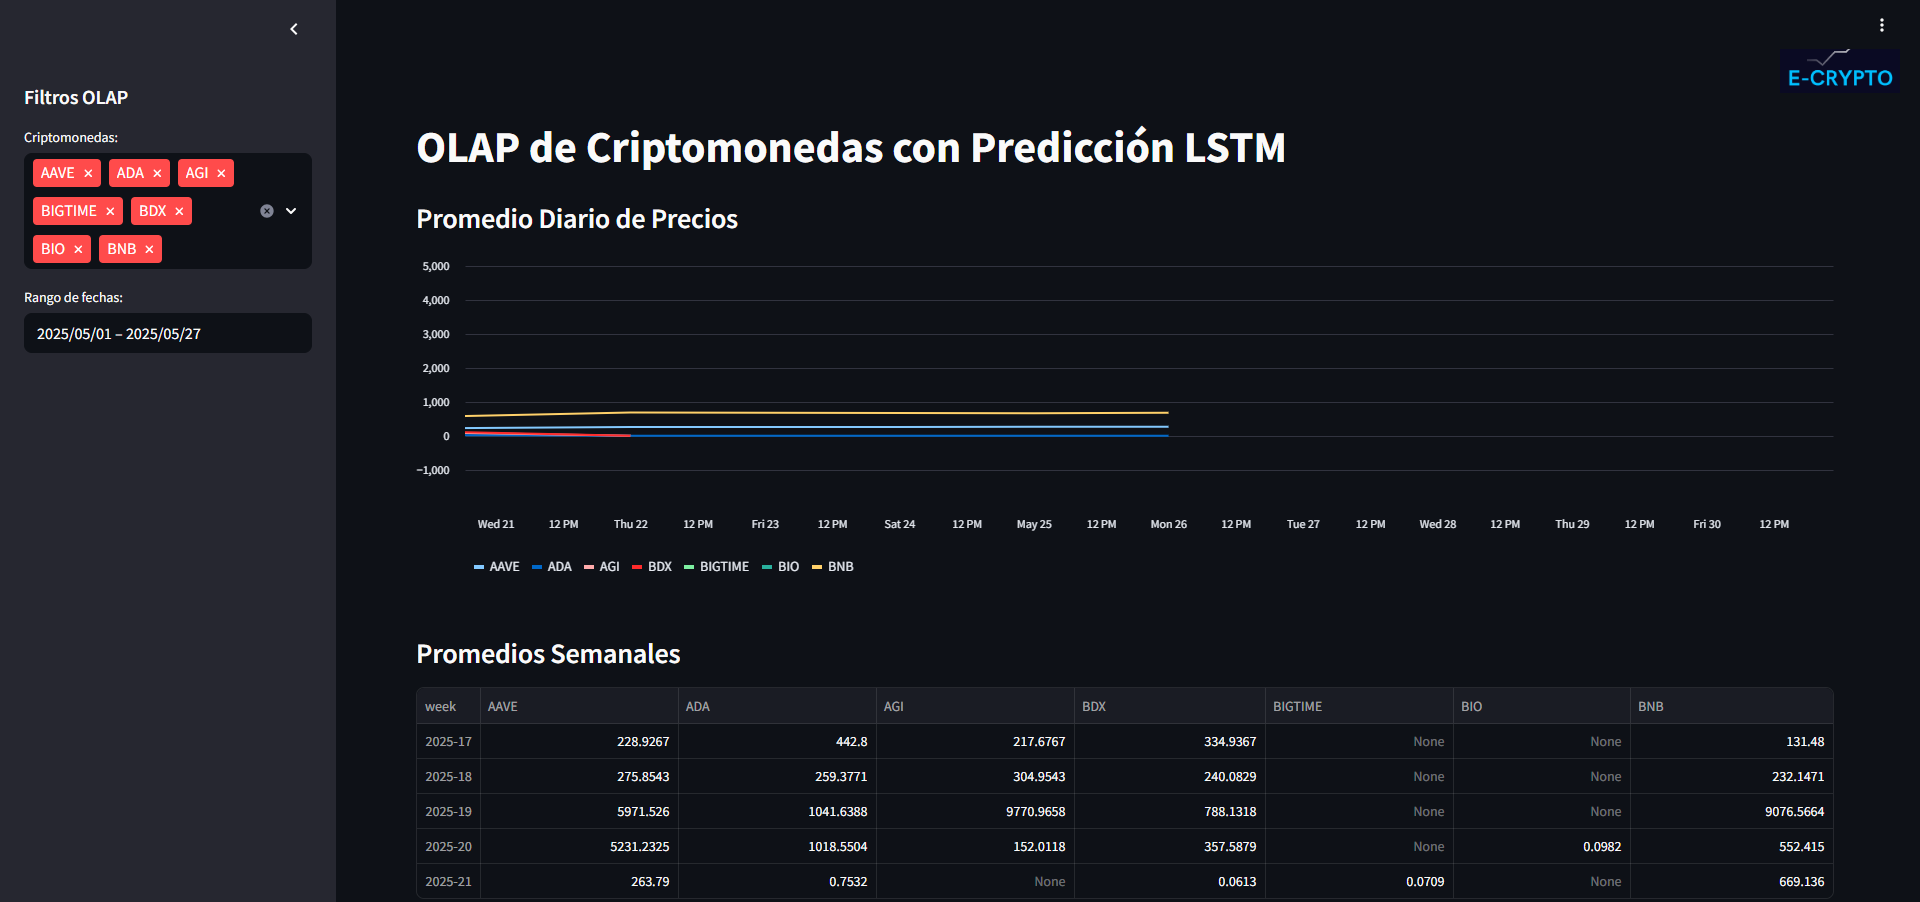 E-CRYPTO
Filtros OLAP
Criptomonedas:
AAVE ADA AGI
BIGTIME BDX
BIO BNB
Rango de fechas:
2025/05/01 – 2025/05/27
OLAP de Criptomonedas con Predicción LSTM
Promedio Diario de Precios
5,000
4,000
3,000
2,000
1,000
0
−1,000
Wed 21 12 PM Thu 22 12 PM Fri 23 12 PM Sat 24 12 PM May 25 12 PM Mon 26 12 PM Tue 27 12 PM Wed 28 12 PM Thu 29 12 PM Fri 30 12 PM
AAVE ADA AGI BDX BIGTIME BIO BNB
Promedios Semanales
week AAVE ADA AGI BDX BIGTIME BIO BNB
2025-17 228.9267 442.8 217.6767 334.9367 None None 131.48
2025-18 275.8543 259.3771 304.9543 240.0829 None None 232.1471
2025-19 5971.526 1041.6388 9770.9658 788.1318 None None 9076.5664
2025-20 5231.2325 1018.5504 152.0118 357.5879 None 0.0982 552.415
2025-21 263.79 0.7532 None 0.0613 0.0709 None 669.136